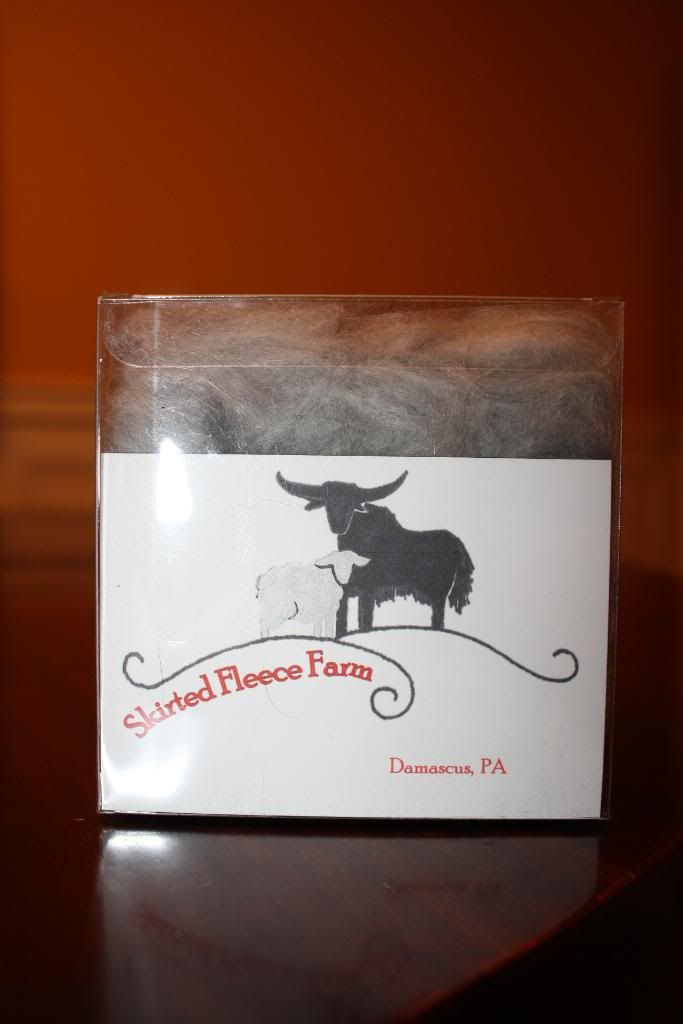 Skirted Fleece Farm
Damascus, PA